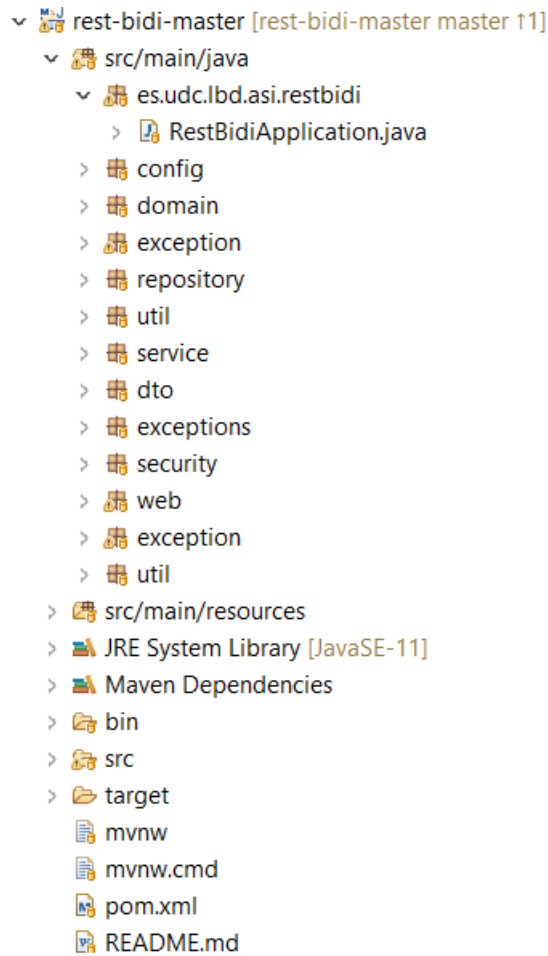 rest-bidi-master [rest-bidi-master master ↑1]
src/main/java
es.udc.lbd.asi.restbidi
RestBidiApplication.java
config
domain
exception
repository
util
service
dto
exceptions
security
web
exception
util
src/main/resources
JRE System Library [JavaSE-11]
Maven Dependencies
bin
src
target
mvnw
mvnw.cmd
pom.xml
README.md